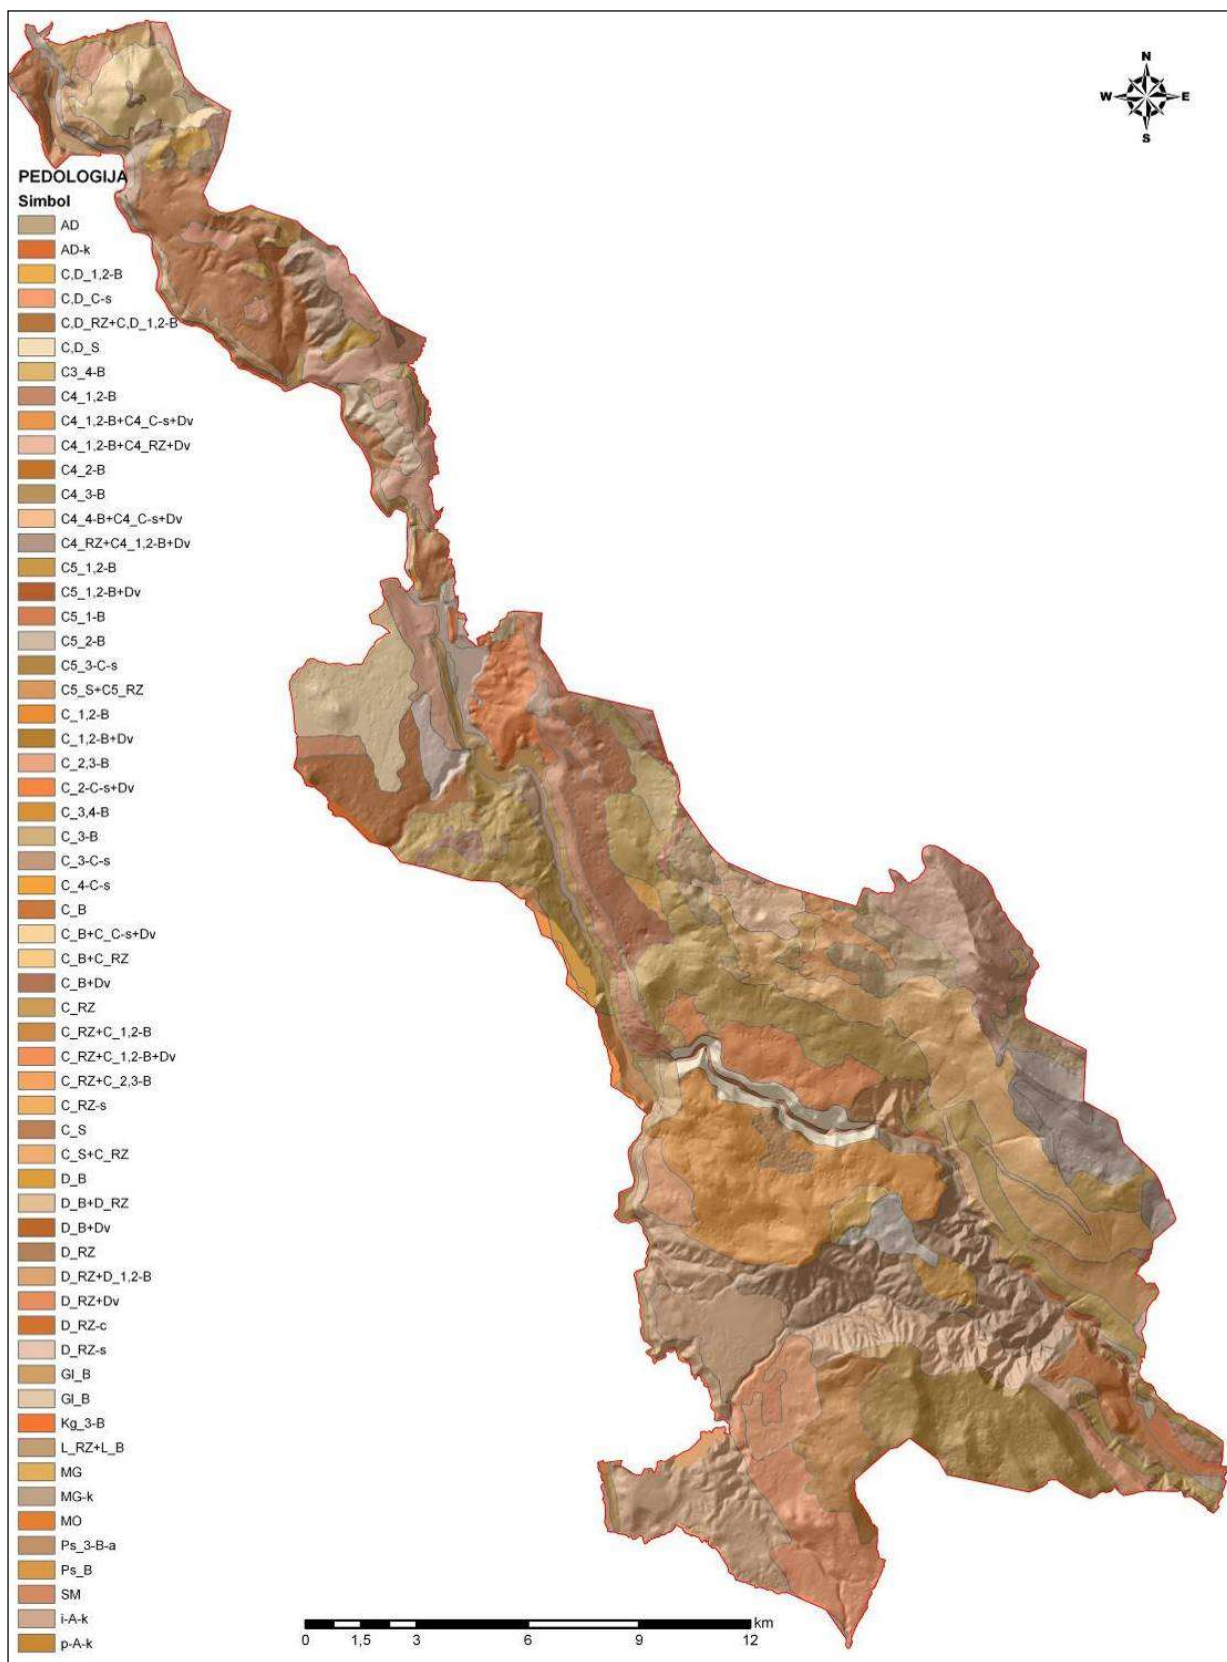 N
W E
S
PEDOLOGIJA
Simbol
AD
AD-k
C,D_1,2-B
C,D_C-s
C,D_RZ+C,D_1,2-B
C,D_S
C3_4-B
C4_1,2-B
C4_1,2-B+C4_C-s+Dv
C4_1,2-B+C4_RZ+Dv
C4_2-B
C4_3-B
C4_4-B+C4_C-s+Dv
C4_RZ+C4_1,2-B+Dv
C5_1,2-B
C5_1,2-B+Dv
C5_1-B
C5_2-B
C5_3-C-s
C5_S+C5_RZ
C_1,2-B
C_1,2-B+Dv
C_2,3-B
C_2-C-s+Dv
C_3,4-B
C_3-B
C_3-C-s
C_4-C-s
C_B
C_B+C_C-s+Dv
C_B+C_RZ
C_B+Dv
C_RZ
C_RZ+C_1,2-B
C_RZ+C_1,2-B+Dv
C_RZ+C_2,3-B
C_RZ-s
C_S
C_S+C_RZ
D_B
D_B+D_RZ
D_B+Dv
D_RZ
D_RZ+D_1,2-B
D_RZ+Dv
D_RZ-c
D_RZ-s
Gl_B
Gl_B
Kg_3-B
L_RZ+L_B
MG
MG-k
MO
Ps_3-B-a
Ps_B
SM
i-A-k
p-A-k
km
0 1,5 3 6 9 12